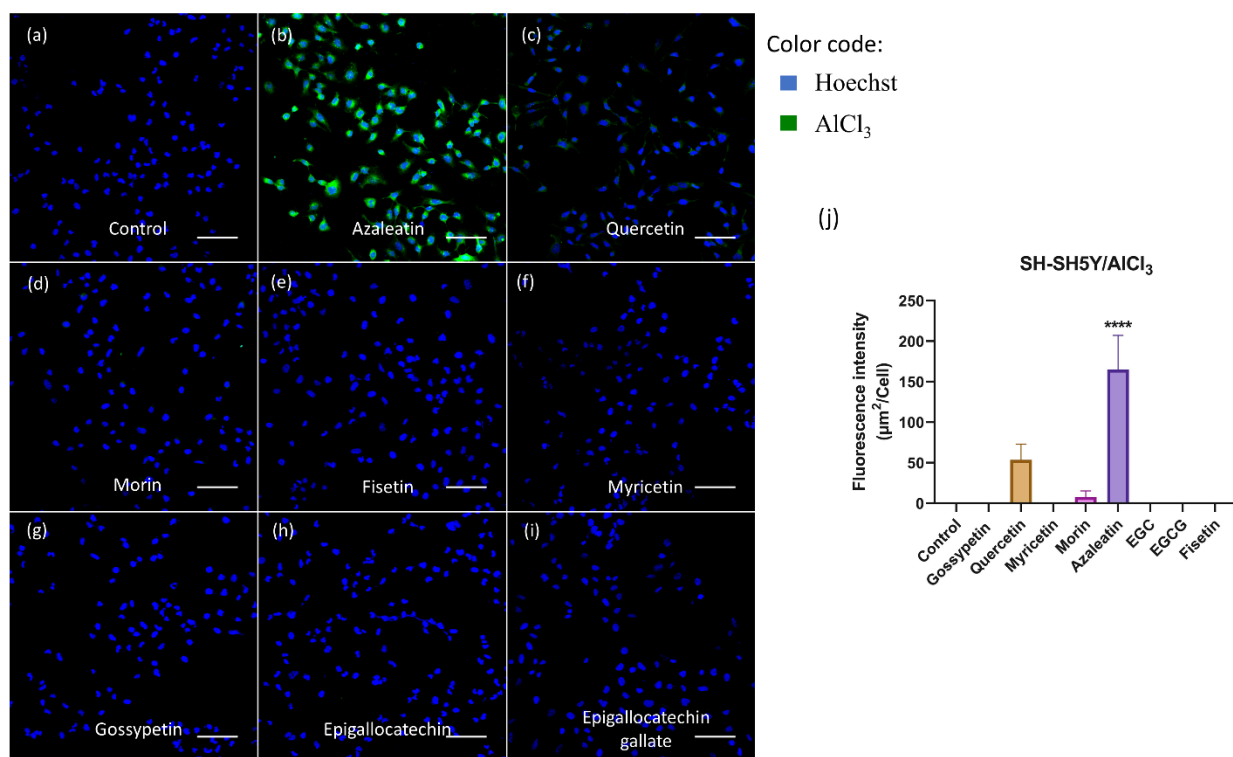 (a)
Control
(b)
Azaleatin
(c)
Quercetin
Color code:
Hoechst
AlCl₃
(d)
Morin
(e)
Fisetin
(f)
Myricetin
(g)
Gossypetin
(h)
Epigallocatechin
(i)
Epigallocatechin
gallate
(j)
SH-SH5Y/AlCl₃
Fluorescence intensity
(µm²/Cell)
250
200
150
100
50
0
****
Control
Gossypetin
Quercetin
Myricetin
Morin
Azaleatin
EGC
EGCG
Fisetin